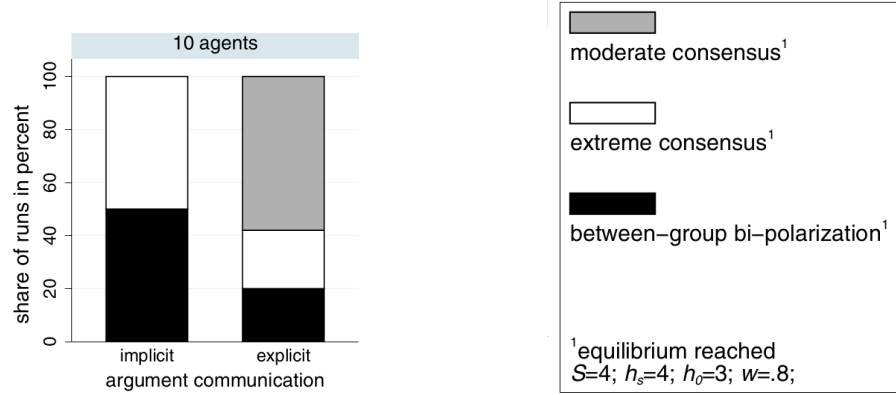 10 agents
share of runs in percent
100
80
60
40
20
0
implicit explicit
argument communication
moderate consensus¹
extreme consensus¹
between−group bi−polarization¹
¹equilibrium reached
S=4; hₛ=4; h₀=3; w=.8;